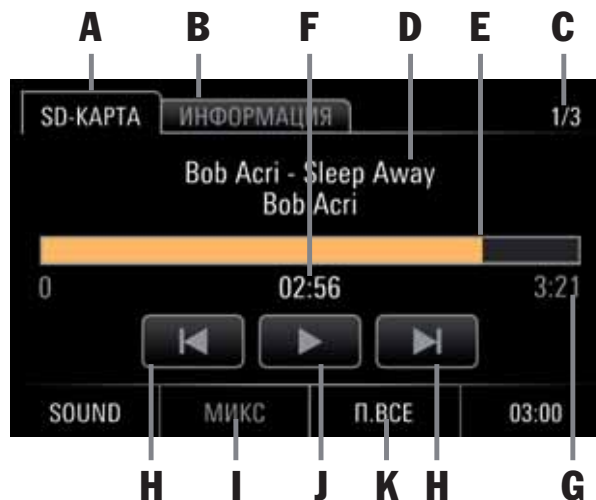 A B F D E C
SD-КАРТА ИНФОРМАЦИЯ 1/3
Bob Acri - Sleep Away
Bob Acri
0 02:56 3:21
SOUND МИКС П.ВСЕ 03:00
H I J K H G